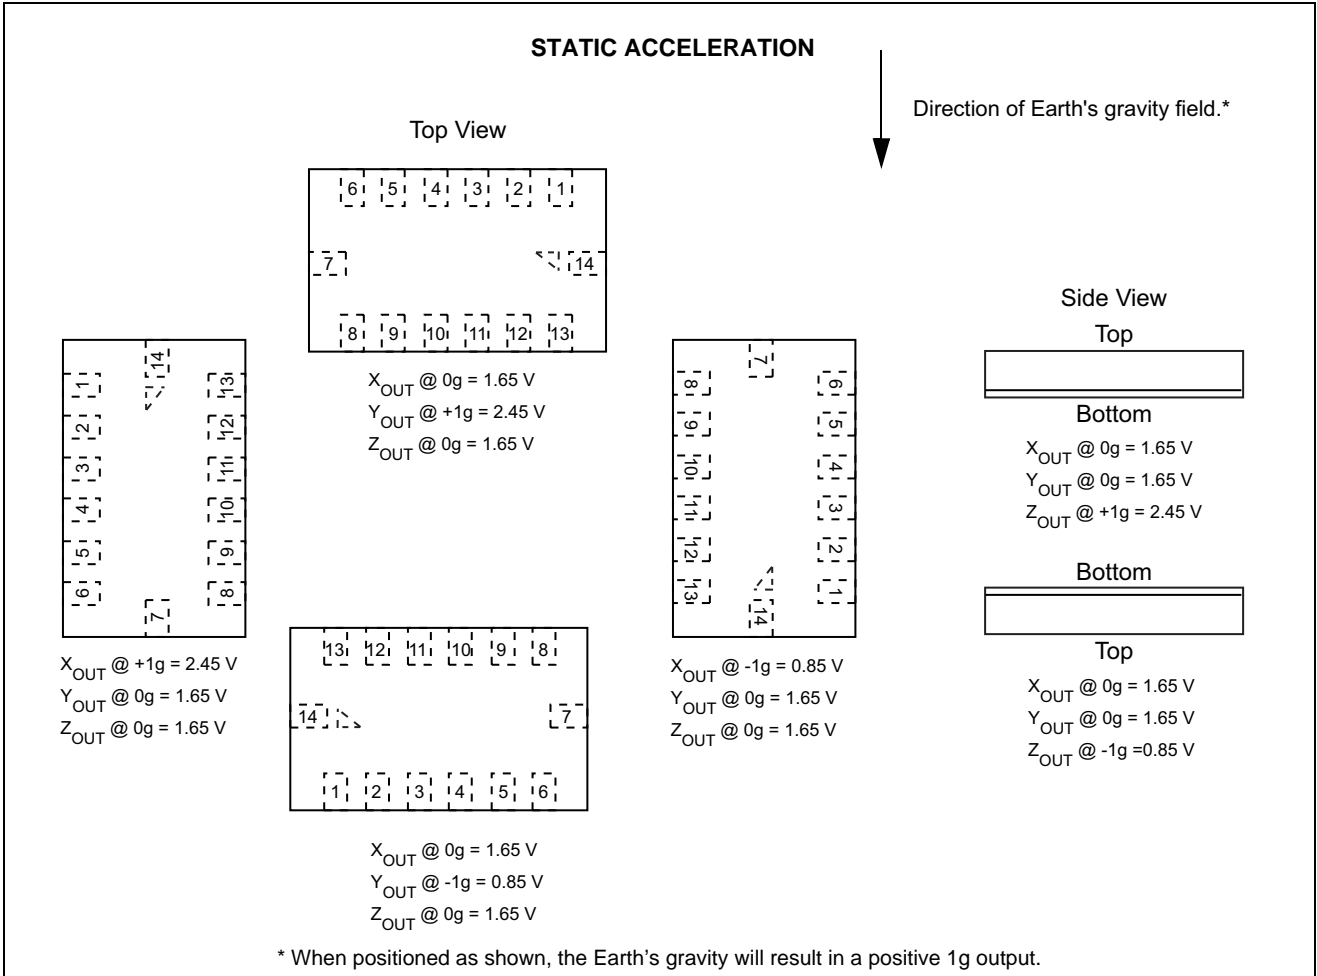 STATIC ACCELERATION
Direction of Earth's gravity field.*
Top View
6 5 4 3 2 1
7 14
8 9 10 11 12 13
XOUT @ 0g = 1.65 V
YOUT @ +1g = 2.45 V
ZOUT @ 0g = 1.65 V
14
1 13
2 12
3 11
4 10
5 9
6 8
7
XOUT @ +1g = 2.45 V
YOUT @ 0g = 1.65 V
ZOUT @ 0g = 1.65 V
13 12 11 10 9 8
14 7
1 2 3 4 5 6
XOUT @ 0g = 1.65 V
YOUT @ -1g = 0.85 V
ZOUT @ 0g = 1.65 V
7
8 6
9 5
10 4
11 3
12 2
13 1
14
XOUT @ -1g = 0.85 V
YOUT @ 0g = 1.65 V
ZOUT @ 0g = 1.65 V
Side View
Top
Bottom
XOUT @ 0g = 1.65 V
YOUT @ 0g = 1.65 V
ZOUT @ +1g = 2.45 V
Bottom
Top
XOUT @ 0g = 1.65 V
YOUT @ 0g = 1.65 V
ZOUT @ -1g =0.85 V
* When positioned as shown, the Earth’s gravity will result in a positive 1g output.